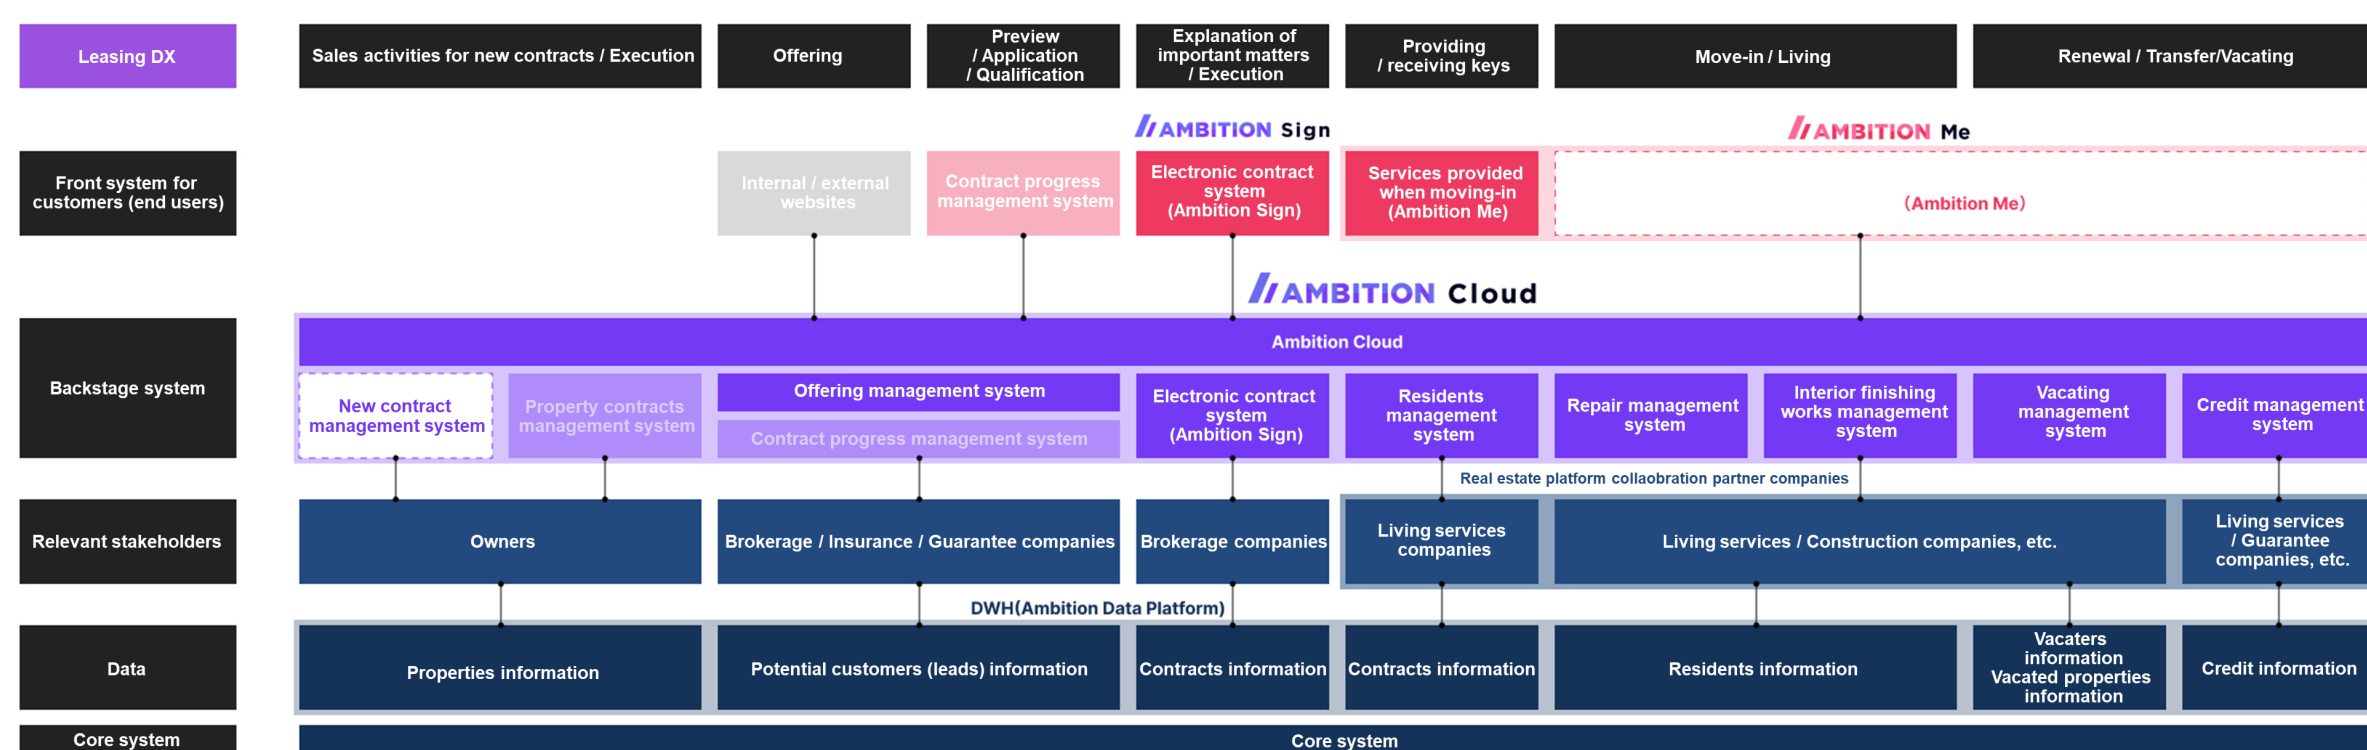 Leasing DX
Sales activities for new contracts / Execution
Offering
Preview
/ Application
/ Qualification
Explanation of
important matters
/ Execution
Providing
/ receiving keys
Move-in / Living
Renewal / Transfer/Vacating
AMBITION Sign
AMBITION Me
Front system for
customers (end users)
Internal / external
websites
Contract progress
management system
Electronic contract
system
(Ambition Sign)
Services provided
when moving-in
(Ambition Me)
(Ambition Me)
AMBITION Cloud
Backstage system
Ambition Cloud
New contract
management system
Property contracts
management system
Offering management system
Contract progress management system
Electronic contract
system
(Ambition Sign)
Residents
management
system
Repair management
system
Interior finishing
works management
system
Vacating
management
system
Credit management
system
Real estate platform collaobration partner companies
Relevant stakeholders
Owners
Brokerage / Insurance / Guarantee companies
Brokerage companies
Living services
companies
Living services / Construction companies, etc.
Living services
/ Guarantee
companies, etc.
DWH(Ambition Data Platform)
Data
Properties information
Potential customers (leads) information
Contracts information
Contracts information
Residents information
Vacaters
information
Vacated properties
information
Credit information
Core system
Core system